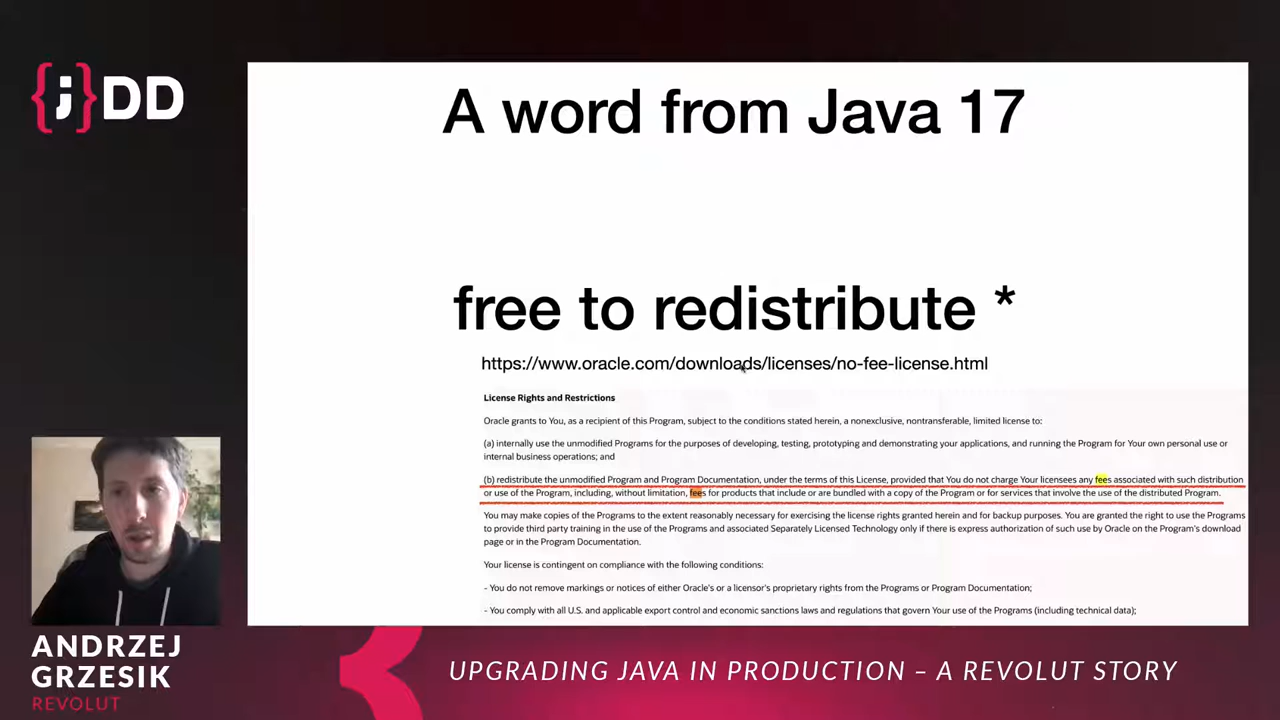 {;}DD
A word from Java 17
free to redistribute *
https://www.oracle.com/downloads/licenses/no-fee-license.html
License Rights and Restrictions
Oracle grants to You, as a recipient of this Program, subject to the conditions stated herein, a nonexclusive, nontransferable, limited license to:
(a) internally use the unmodified Programs for the purposes of developing, testing, prototyping and demonstrating your applications, and running the Program for Your own personal use or
internal business operations; and
(b) redistribute the unmodified Program and Program Documentation, under the terms of this License, provided that You do not charge Your licensees any fees associated with such distribution
or use of the Program, including, without limitation, fees for products that include or are bundled with a copy of the Program or for services that involve the use of the distributed Program.
You may make copies of the Programs to the extent reasonably necessary for exercising the license rights granted herein and for backup purposes. You are granted the right to use the Programs
to provide third party training in the use of the Programs and associated Separately Licensed Technology only if there is express authorization of such use by Oracle on the Program's download
page or in the Program Documentation.
Your license is contingent on compliance with the following conditions:
- You do not remove markings or notices of either Oracle's or a licensor's proprietary rights from the Programs or Program Documentation;
- You comply with all U.S. and applicable export control and economic sanctions laws and regulations that govern Your use of the Programs (including technical data);
ANDRZEJ
GRZESIK
REVOLUT
UPGRADING JAVA IN PRODUCTION – A REVOLUT STORY